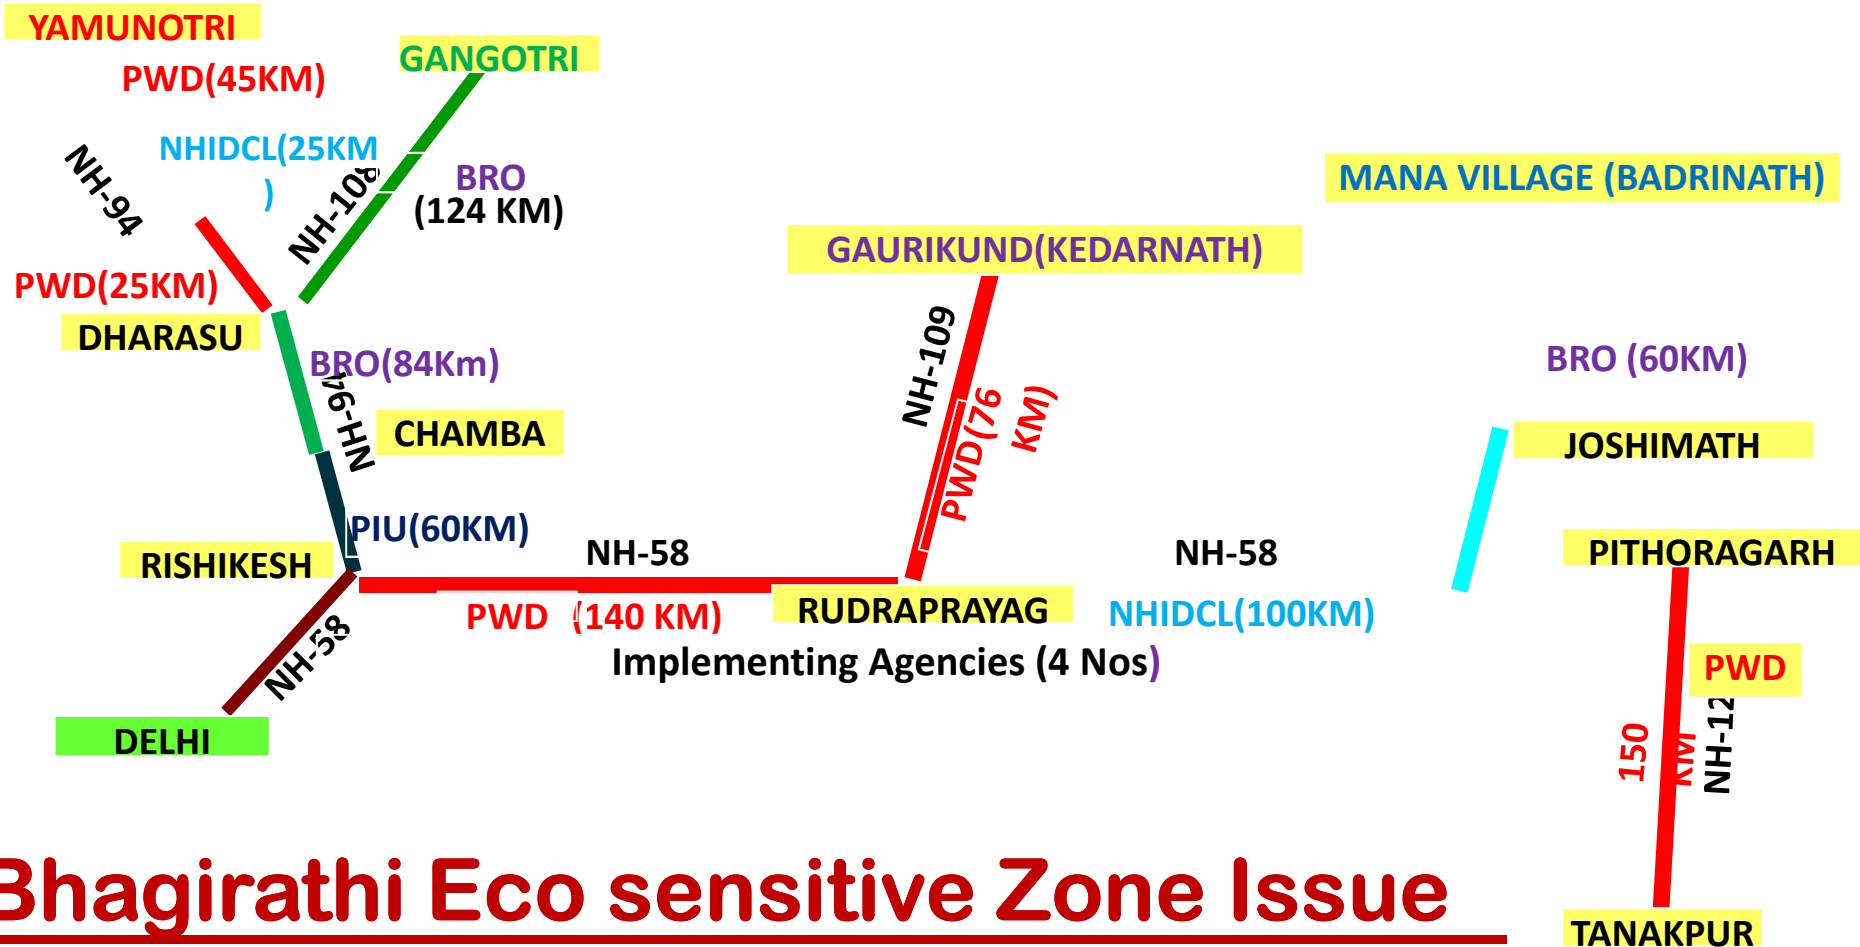 YAMUNOTRI
PWD(45KM)
GANGOTRI
NHIDCL(25KM
)
NH-94
NH-108
BRO
(124 KM)
MANA VILLAGE (BADRINATH)
GAURIKUND(KEDARNATH)
PWD(25KM)
DHARASU
BRO(84Km)
NH-94
CHAMBA
NH-109
PWD(76
KM)
BRO (60KM)
JOSHIMATH
PIU(60KM)
RISHIKESH
NH-58
PWD (140 KM)
RUDRAPRAYAG
NH-58
NHIDCL(100KM)
PITHORAGARH
Implementing Agencies (4 Nos)
NH-58
DELHI
PWD
150
KM
NH-12
Bhagirathi Eco sensitive Zone Issue
TANAKPUR